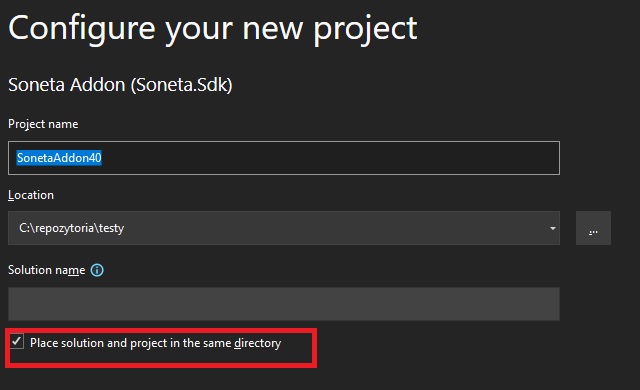 Configure your new project
Soneta Addon (Soneta.Sdk)
Project name
SonetaAddon40
Location
C:\repozytoria\testy
...
Solution name
Place solution and project in the same directory